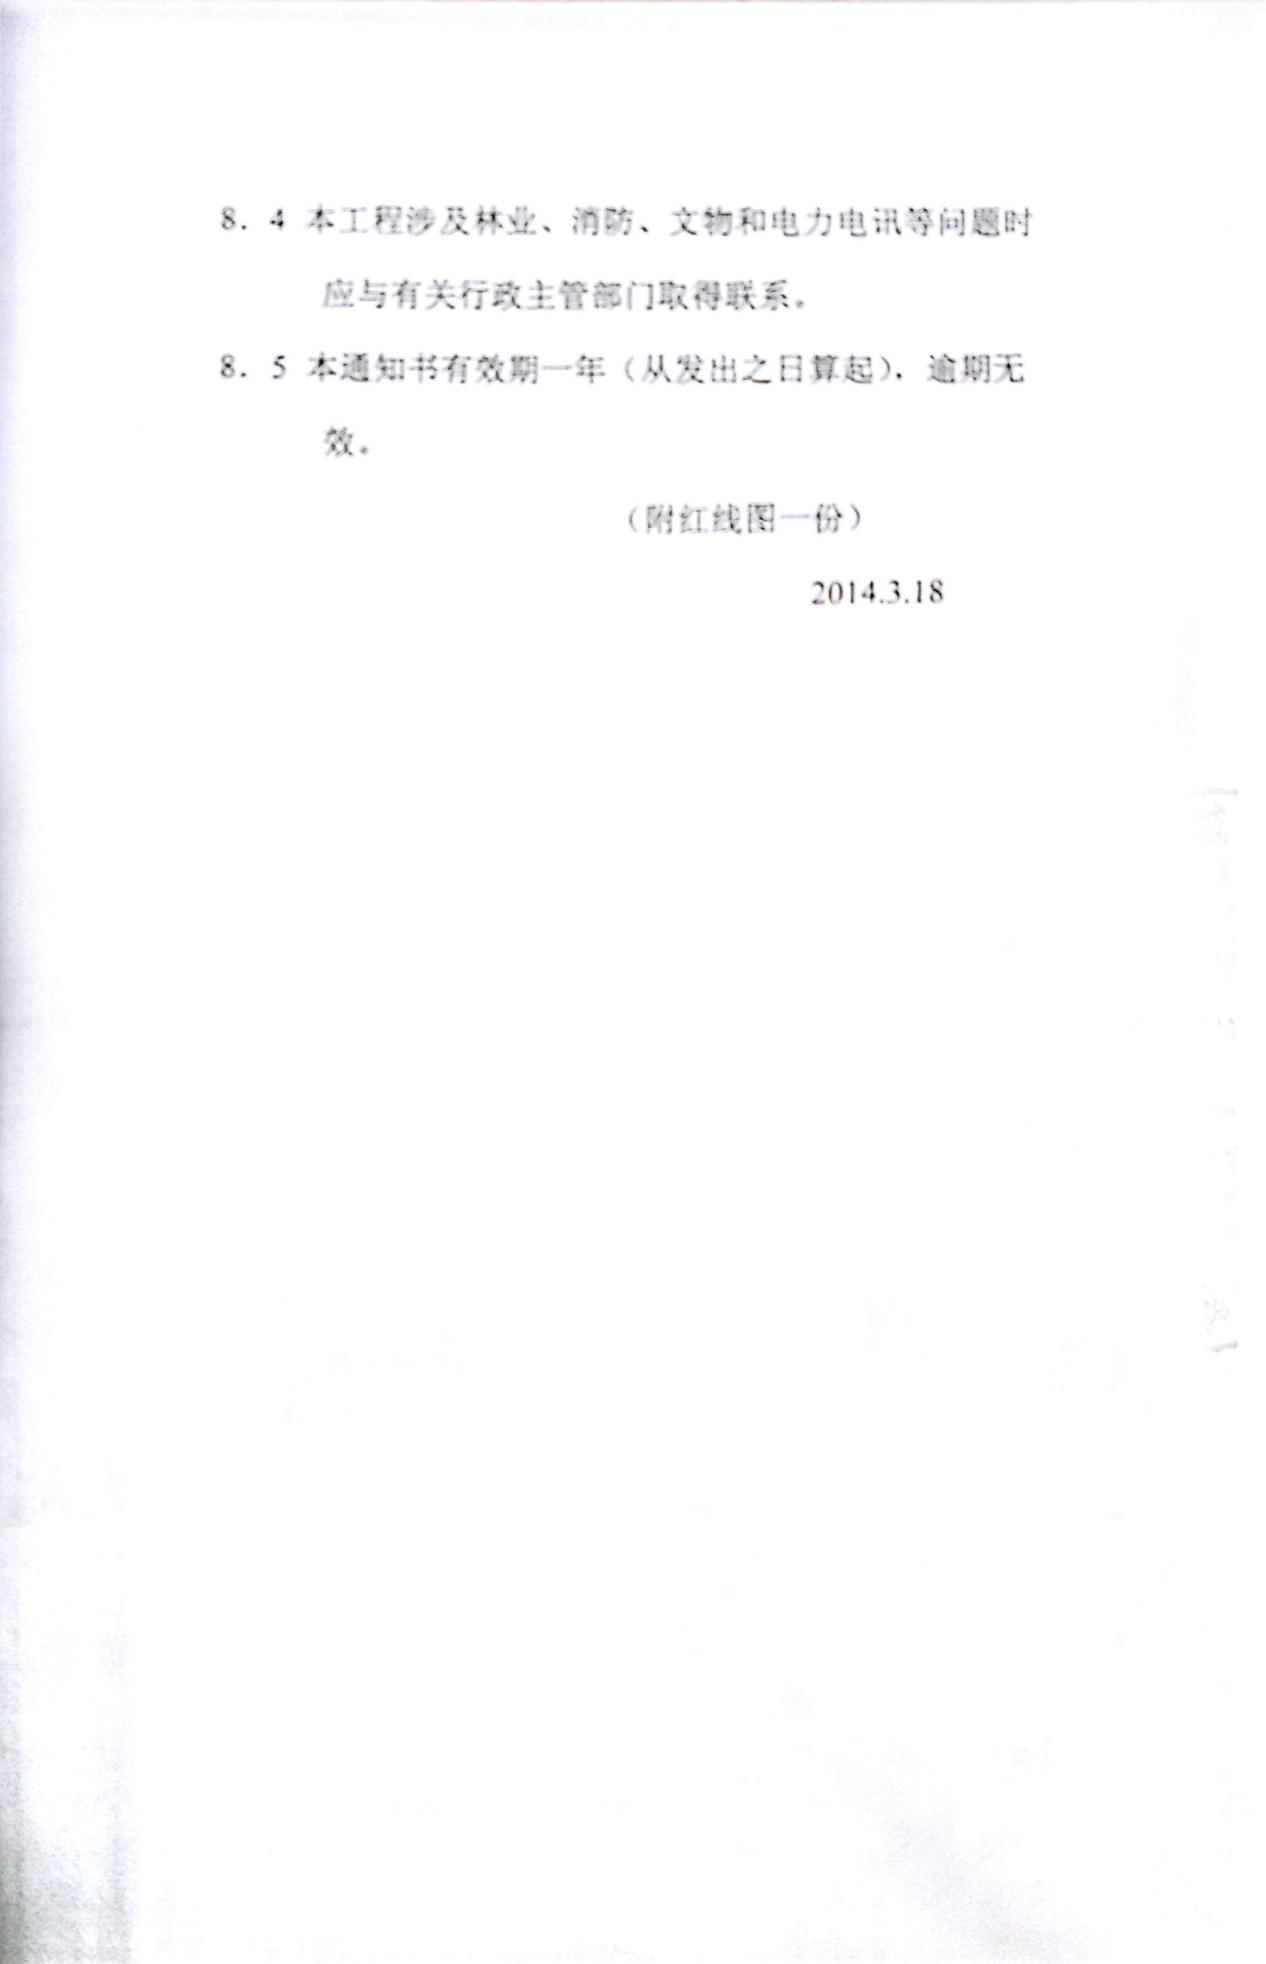 8. 4 本工程涉及林业、消防、文物和电力电讯等问题时
应与有关行政主管部门取得联系。
8. 5 本通知书有效期一年（从发出之日算起），逾期无
效。
（附红线图一份）
2014.3.18